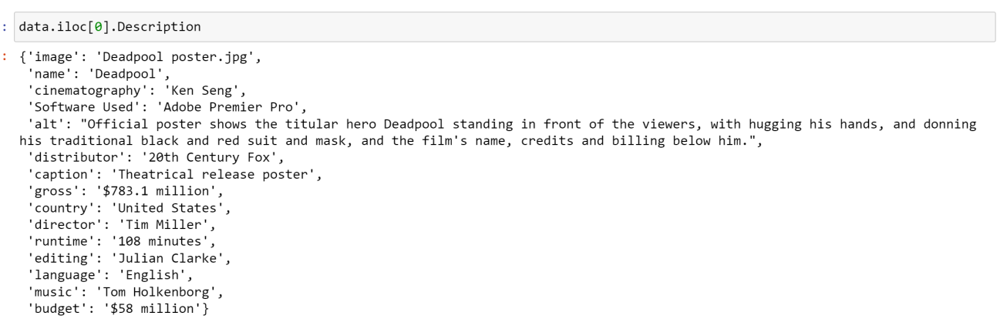 : data.iloc[0].Description
: {'image': 'Deadpool poster.jpg',
'name': 'Deadpool',
'cinematography': 'Ken Seng',
'Software Used': 'Adobe Premier Pro',
'alt': "Official poster shows the titular hero Deadpool standing in front of the viewers, with hugging his hands, and donning
his traditional black and red suit and mask, and the film's name, credits and billing below him.",
'distributor': '20th Century Fox',
'caption': 'Theatrical release poster',
'gross': '$783.1 million',
'country': 'United States',
'director': 'Tim Miller',
'runtime': '108 minutes',
'editing': 'Julian Clarke',
'language': 'English',
'music': 'Tom Holkenborg',
'budget': '$58 million'}